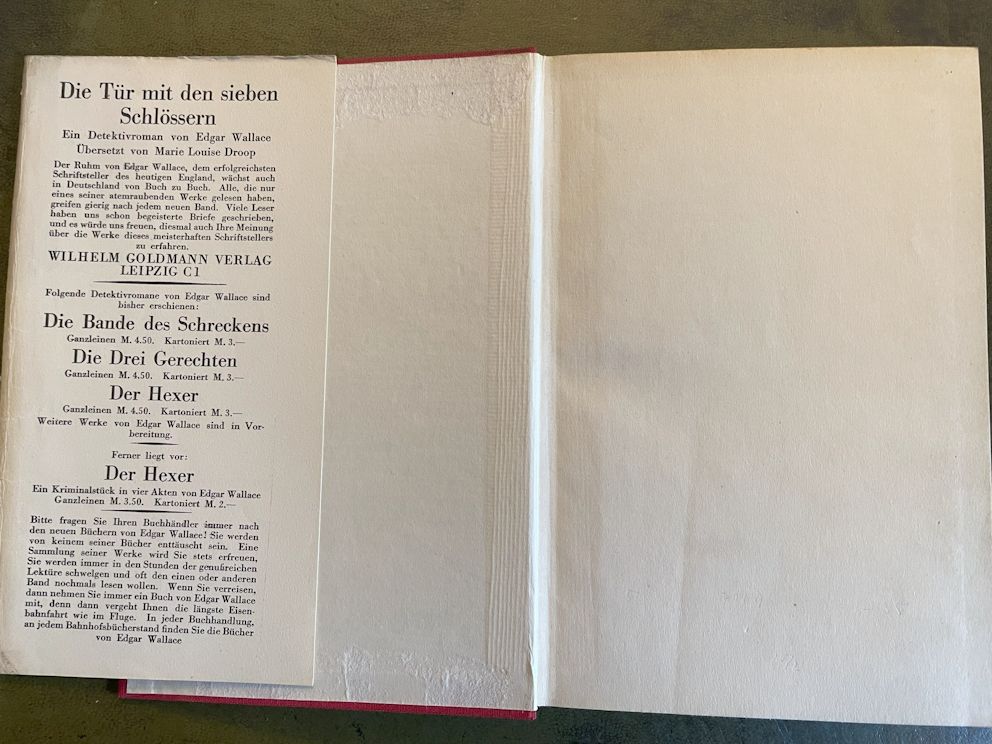 Die Tür mit den sieben
Schlössern
Ein Detektivroman von Edgar Wallace
Übersetzt von Marie Louise Droop
Der Ruhm von Edgar Wallace, dem erfolgreichsten
Schriftsteller des heutigen England, wächst auch
in Deutschland von Buch zu Buch. Alle, die nur
eines seiner atemraubenden Werke gelesen haben,
greifen gierig nach jedem neuen Band. Viele Leser
haben uns schon begeisterte Briefe geschrieben,
und es würde uns freuen, diesmal auch Ihre Meinung
über die Werke dieses meisterhaften Schriftstellers
zu erfahren.
WILHELM GOLDMANN VERLAG
LEIPZIG C1
Folgende Detektivromane von Edgar Wallace sind
bisher erschienen:
Die Bande des Schreckens
Ganzleinen M. 4.50. Kartoniert M. 3.—
Die Drei Gerechten
Ganzleinen M. 4.50. Kartoniert M. 3.—
Der Hexer
Ganzleinen M. 4.50. Kartoniert M. 3.—
Weitere Werke von Edgar Wallace sind in Vor-
bereitung.
Ferner liegt vor:
Der Hexer
Ein Kriminalstück in vier Akten von Edgar Wallace
Ganzleinen M. 3.50. Kartoniert M. 2.—
Bitte fragen Sie Ihren Buchhändler immer nach
den neuen Büchern von Edgar Wallace! Sie werden
von keinem seiner Bücher enttäuscht sein. Eine
Sammlung seiner Werke wird Sie stets erfreuen,
Sie werden immer in den Stunden der genußreichen
Lektüre schwelgen und oft den einen oder anderen
Band nochmals lesen wollen. Wenn Sie verreisen,
dann nehmen Sie immer ein Buch von Edgar Wallace
mit, denn dann vergeht Ihnen die längste Eisen-
bahnfahrt wie im Fluge. In jeder Buchhandlung,
an jedem Bahnhofsbücherstand finden Sie die Bücher
von Edgar Wallace